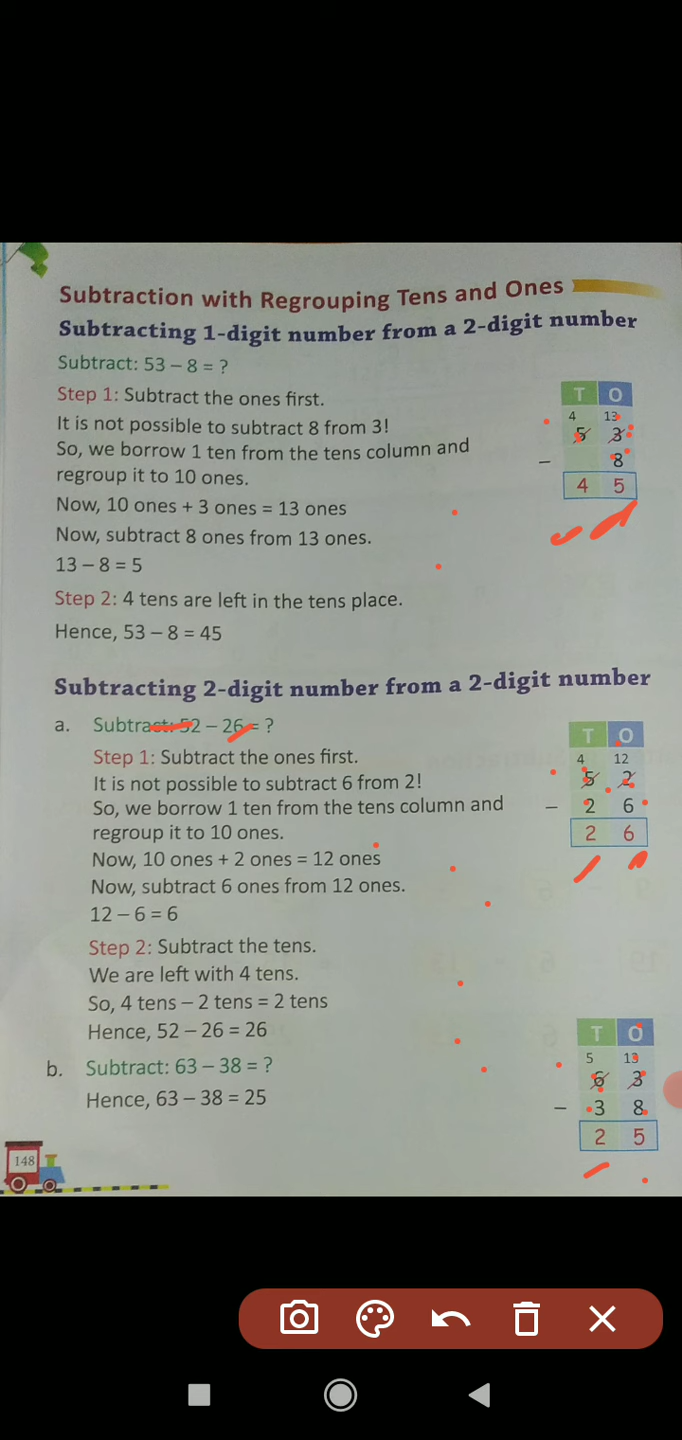 Subtraction with Regrouping Tens and Ones
Subtracting 1-digit number from a 2-digit number
Subtract: 53 – 8 = ?
Step 1: Subtract the ones first.
It is not possible to subtract 8 from 3!
So, we borrow 1 ten from the tens column and
regroup it to 10 ones.
Now, 10 ones + 3 ones = 13 ones
Now, subtract 8 ones from 13 ones.
13 – 8 = 5
Step 2: 4 tens are left in the tens place.
Hence, 53 – 8 = 45
T O
4 13
5 3
– 8
4 5
Subtracting 2-digit number from a 2-digit number
a. Subtract: 52 – 26 = ?
Step 1: Subtract the ones first.
It is not possible to subtract 6 from 2!
So, we borrow 1 ten from the tens column and
regroup it to 10 ones.
Now, 10 ones + 2 ones = 12 ones
Now, subtract 6 ones from 12 ones.
12 – 6 = 6
Step 2: Subtract the tens.
We are left with 4 tens.
So, 4 tens – 2 tens = 2 tens
Hence, 52 – 26 = 26
T O
4 12
5 2
– 2 6
2 6
b. Subtract: 63 – 38 = ?
Hence, 63 – 38 = 25
T O
5 13
6 3
– 3 8
2 5
148